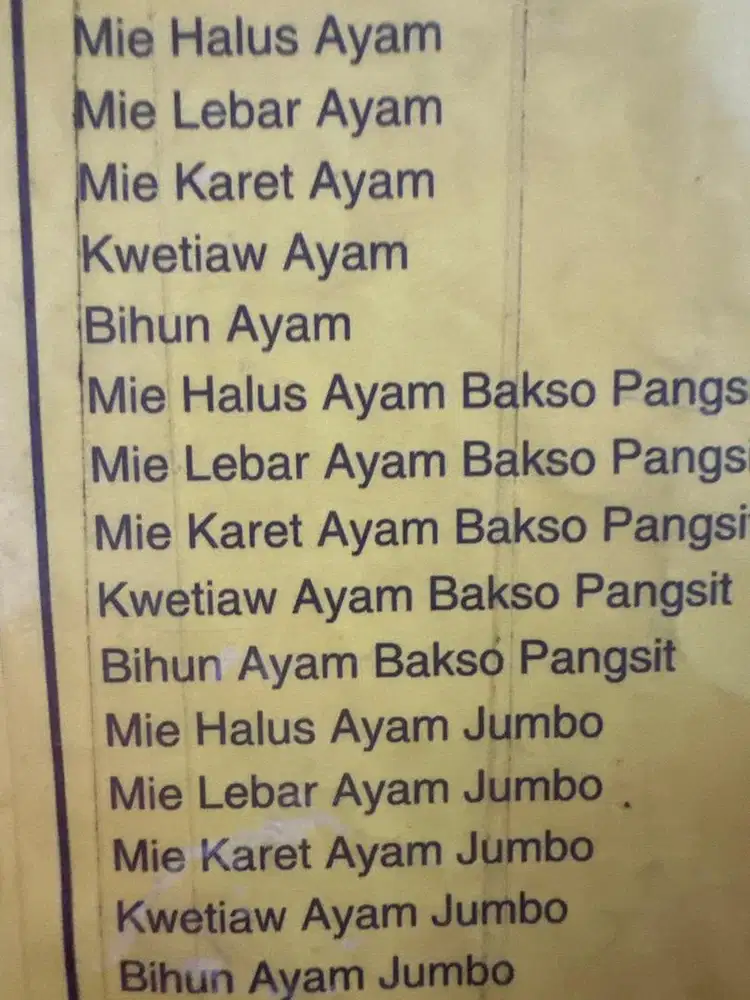 Mie Halus Ayam
Mie Lebar Ayam
Mie Karet Ayam
Kwetiaw Ayam
Bihun Ayam
Mie Halus Ayam Bakso Pangs
Mie Lebar Ayam Bakso Pangsi
Mie Karet Ayam Bakso Pangsit
Kwetiaw Ayam Bakso Pangsit
Bihun Ayam Bakso Pangsit
Mie Halus Ayam Jumbo
Mie Lebar Ayam Jumbo
Mie Karet Ayam Jumbo
Kwetiaw Ayam Jumbo
Bihun Ayam Jumbo